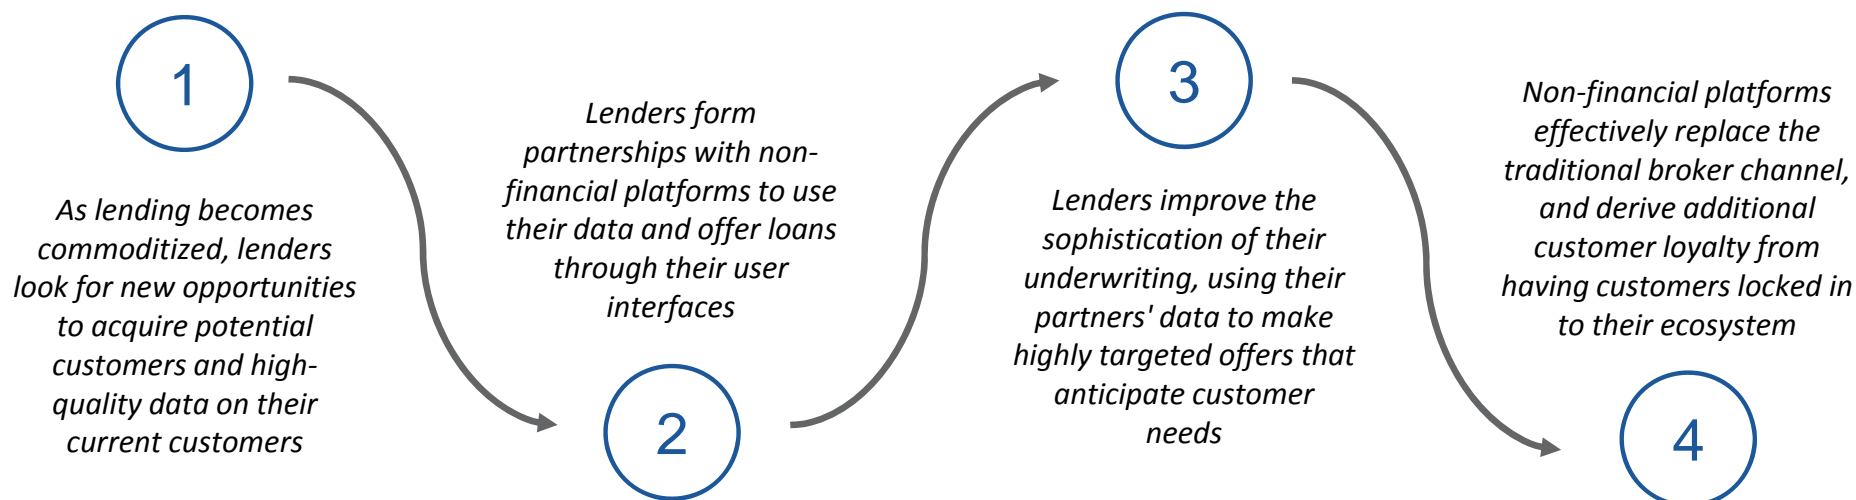 1
As lending becomes
commoditized, lenders
look for new opportunities
to acquire potential
customers and high-
quality data on their
current customers
Lenders form
partnerships with non-
financial platforms to use
their data and offer loans
through their user
interfaces
2
3
Lenders improve the
sophistication of their
underwriting, using their
partners' data to make
highly targeted offers that
anticipate customer
needs
Non-financial platforms
effectively replace the
traditional broker channel,
and derive additional
customer loyalty from
having customers locked in
to their ecosystem
4